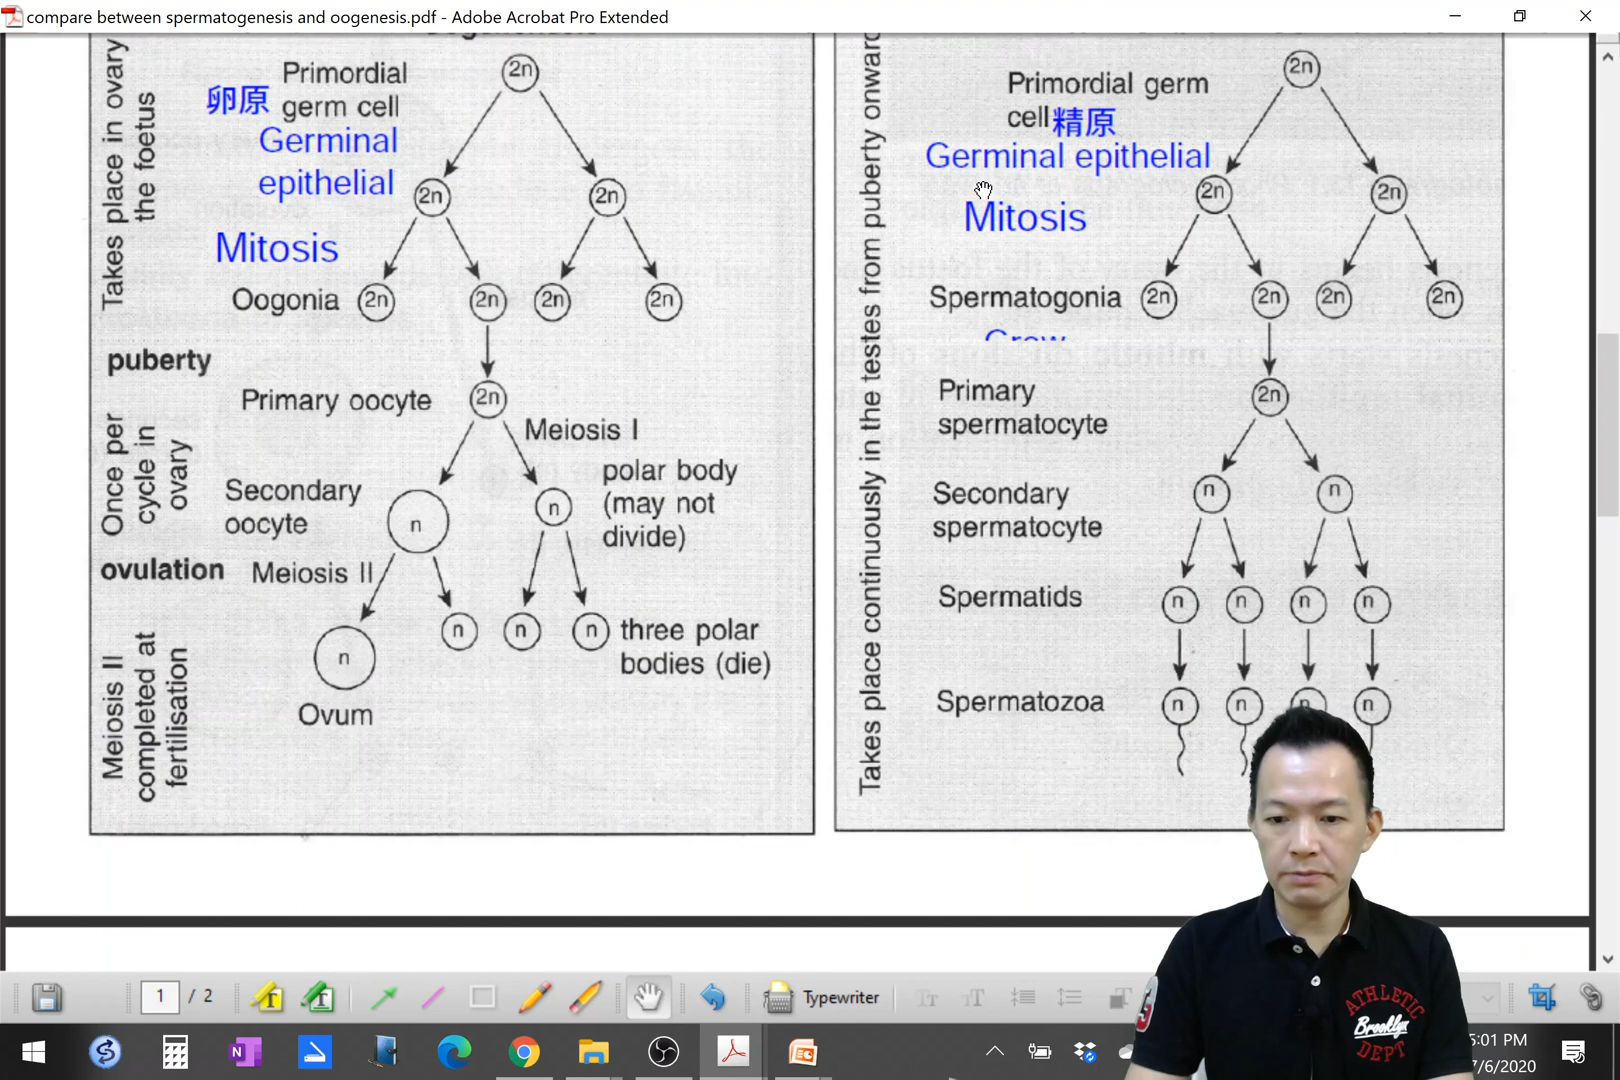 compare between spermatogenesis and oogenesis.pdf - Adobe Acrobat Pro Extended
Takes place in ovary
the foetus
Primordial
germ cell
卵原
Germinal
epithelial
Mitosis
2n
2n
2n
Oogonia
2n
2n
2n
2n
puberty
Primary oocyte
2n
Once per
cycle in
ovary
Meiosis I
Secondary
oocyte
n
n
polar body
(may not
divide)
ovulation
Meiosis II
n
n
n
three polar
bodies (die)
n
Ovum
Meiosis II
completed at
fertilisation
Takes place continuously in the testes from puberty onward
Primordial germ
cell
精原
Germinal epithelial
Mitosis
2n
2n
2n
Spermatogonia
2n
2n
2n
2n
Primary
spermatocyte
2n
Secondary
spermatocyte
n
n
Spermatids
n
n
n
n
Spermatozoa
n
n
n
n
ATHLETIC
Brooklyn
DEPT
1 / 2
Typewriter
5:01 PM
7/6/2020